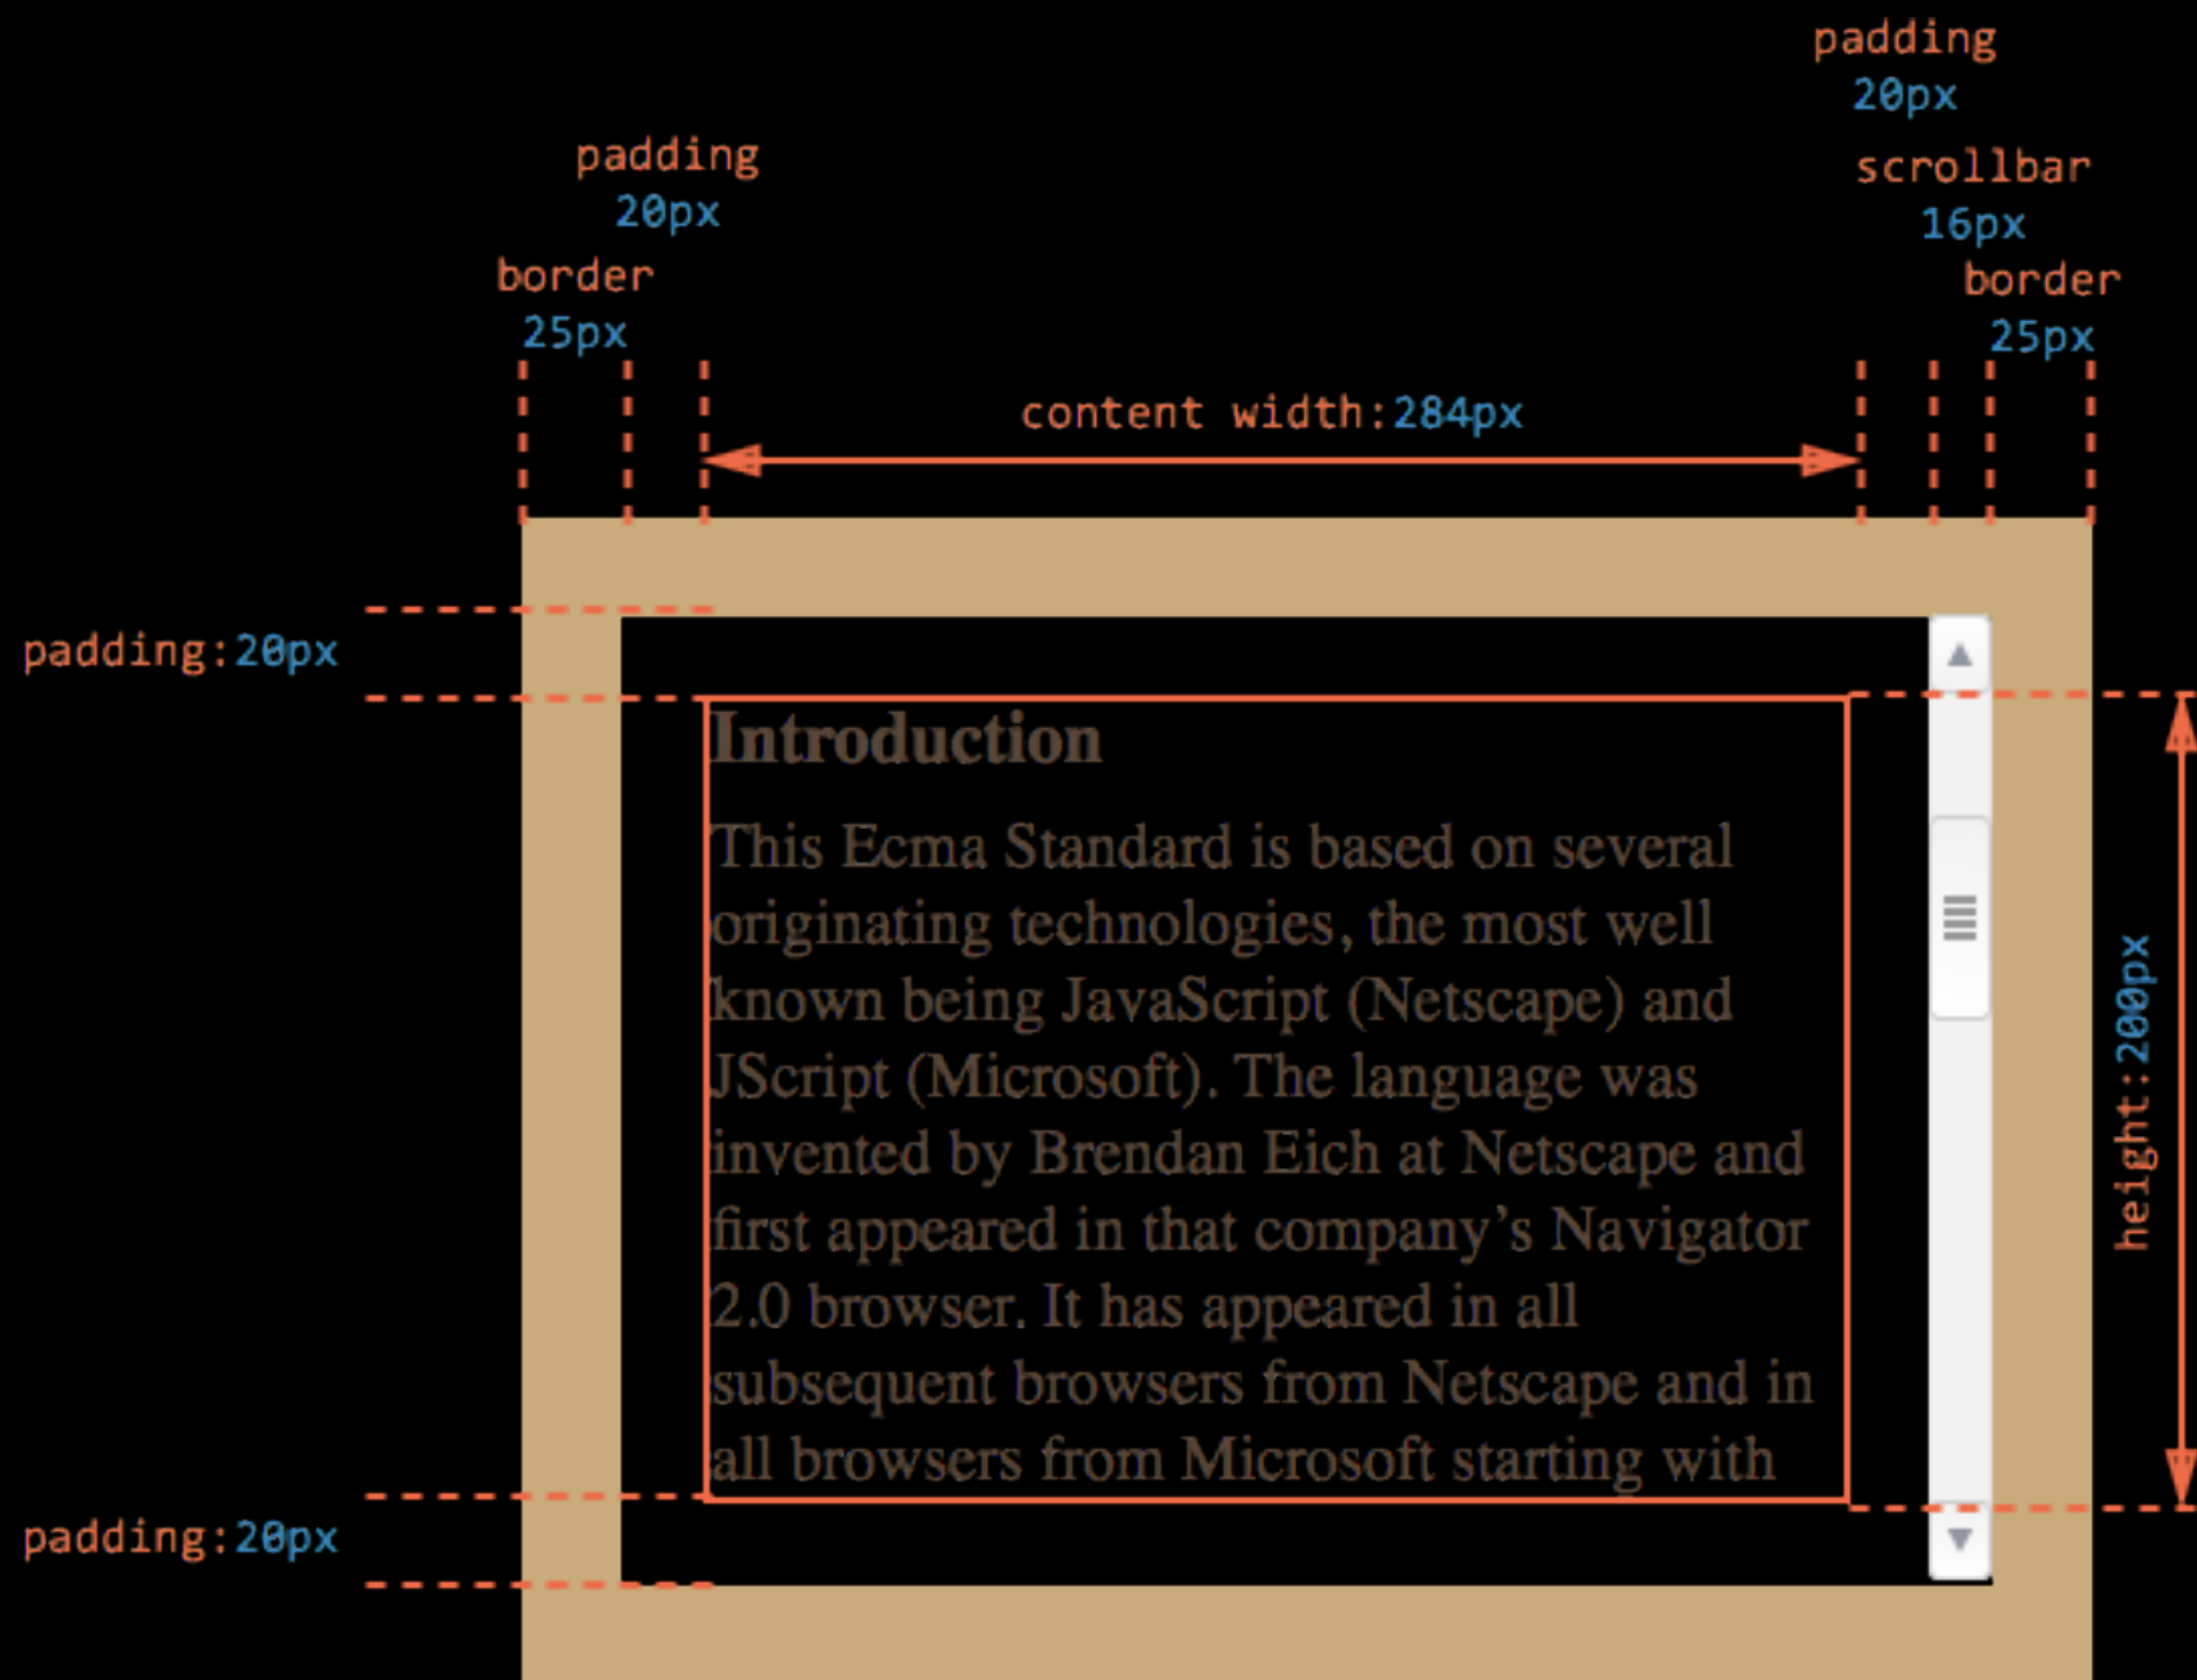 padding
20px
scrollbar
16px
border
25px
padding
20px
border
25px
content width:284px
padding:20px
Introduction
This Ecma Standard is based on several
originating technologies, the most well
known being JavaScript (Netscape) and
JScript (Microsoft). The language was
invented by Brendan Eich at Netscape and
first appeared in that company’s Navigator
2.0 browser. It has appeared in all
subsequent browsers from Netscape and in
all browsers from Microsoft starting with
height:200px
padding:20px